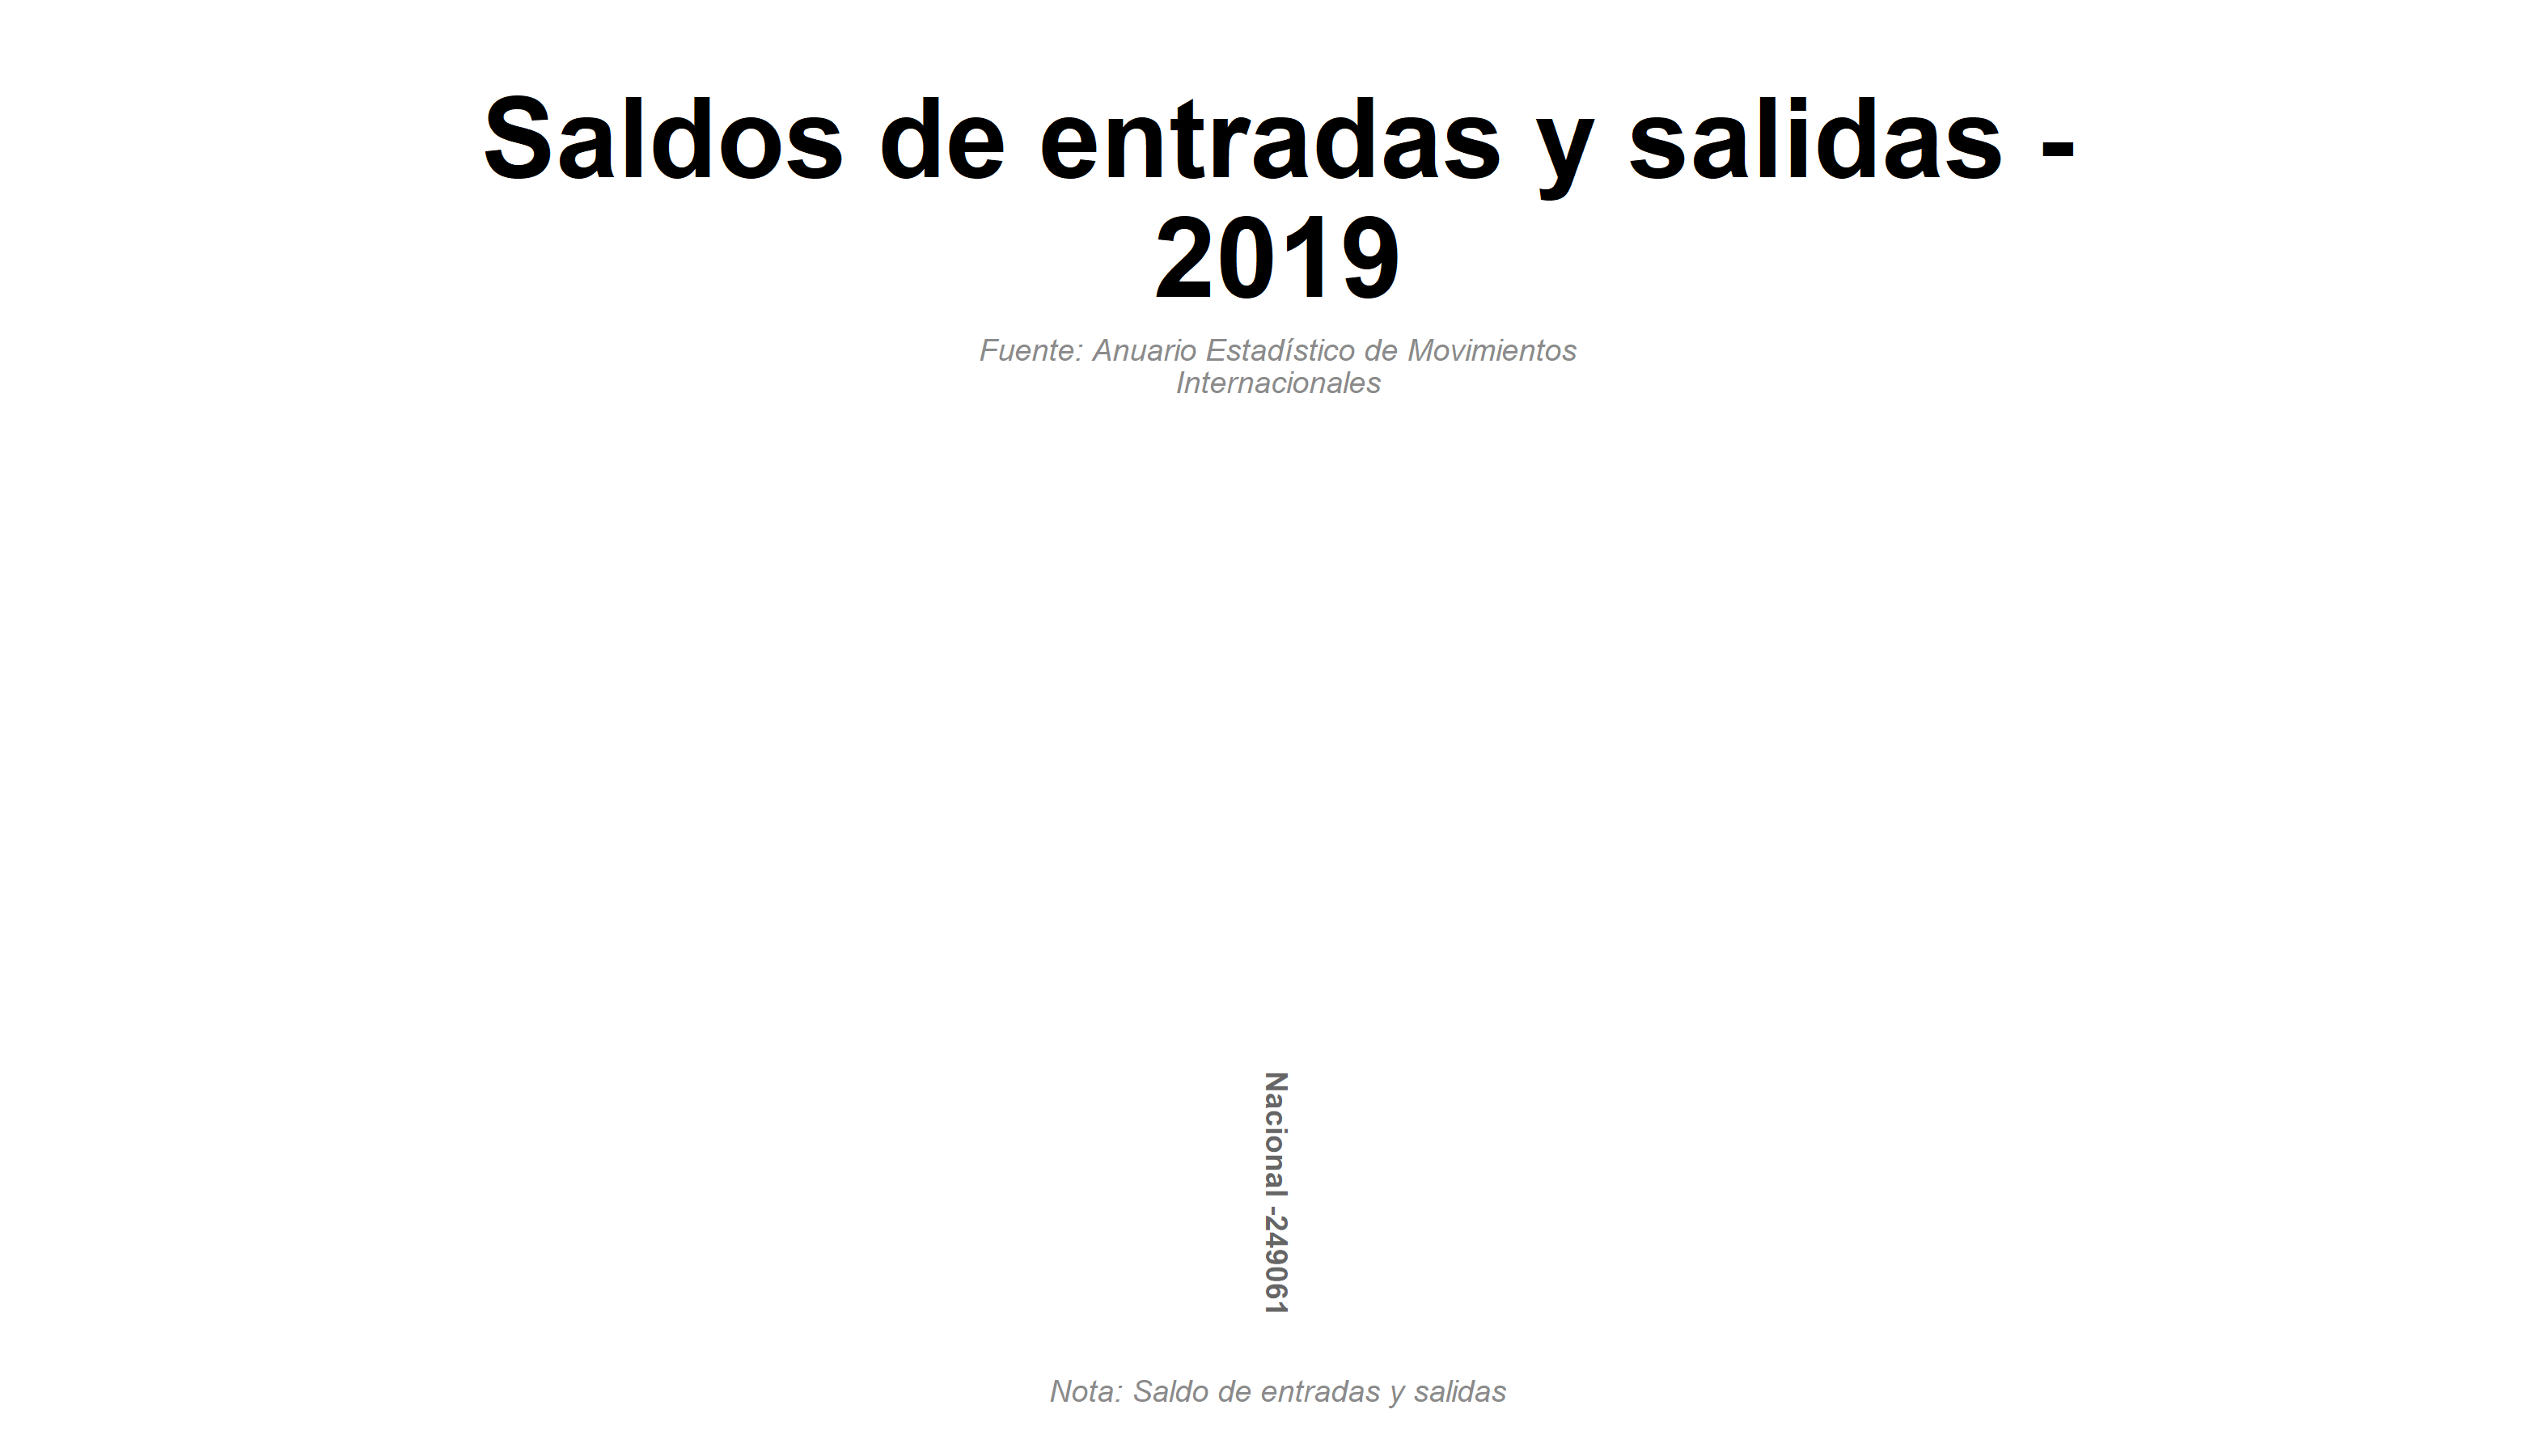 Saldos de entradas y salidas -
2019
Fuente: Anuario Estadístico de Movimientos
Internacionales
Nacional -249061
Nota: Saldo de entradas y salidas